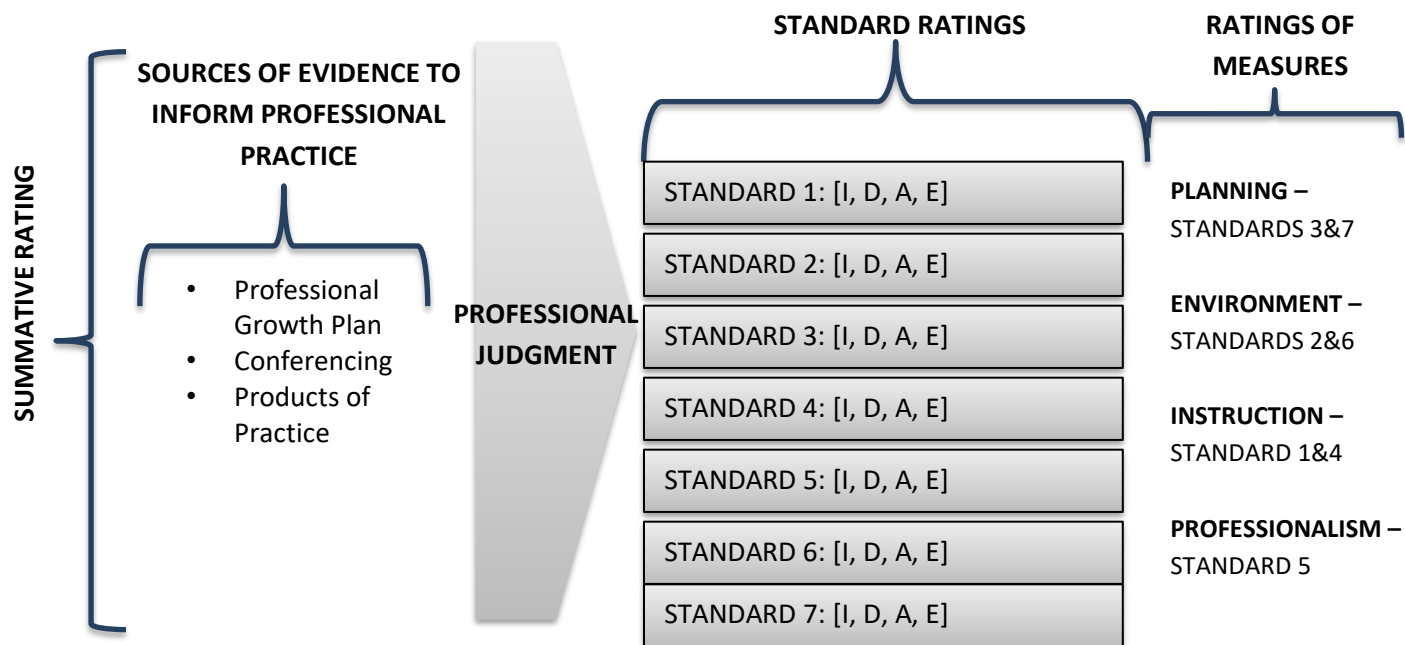 SUMMATIVE RATING
SOURCES OF EVIDENCE TO
INFORM PROFESSIONAL
PRACTICE
• Professional
Growth Plan
• Conferencing
• Products of
Practice
PROFESSIONAL
JUDGMENT
STANDARD RATINGS
STANDARD 1: [I, D, A, E]
STANDARD 2: [I, D, A, E]
STANDARD 3: [I, D, A, E]
STANDARD 4: [I, D, A, E]
STANDARD 5: [I, D, A, E]
STANDARD 6: [I, D, A, E]
STANDARD 7: [I, D, A, E]
RATINGS OF
MEASURES
PLANNING –
STANDARDS 3&7
ENVIRONMENT –
STANDARDS 2&6
INSTRUCTION –
STANDARD 1&4
PROFESSIONALISM –
STANDARD 5